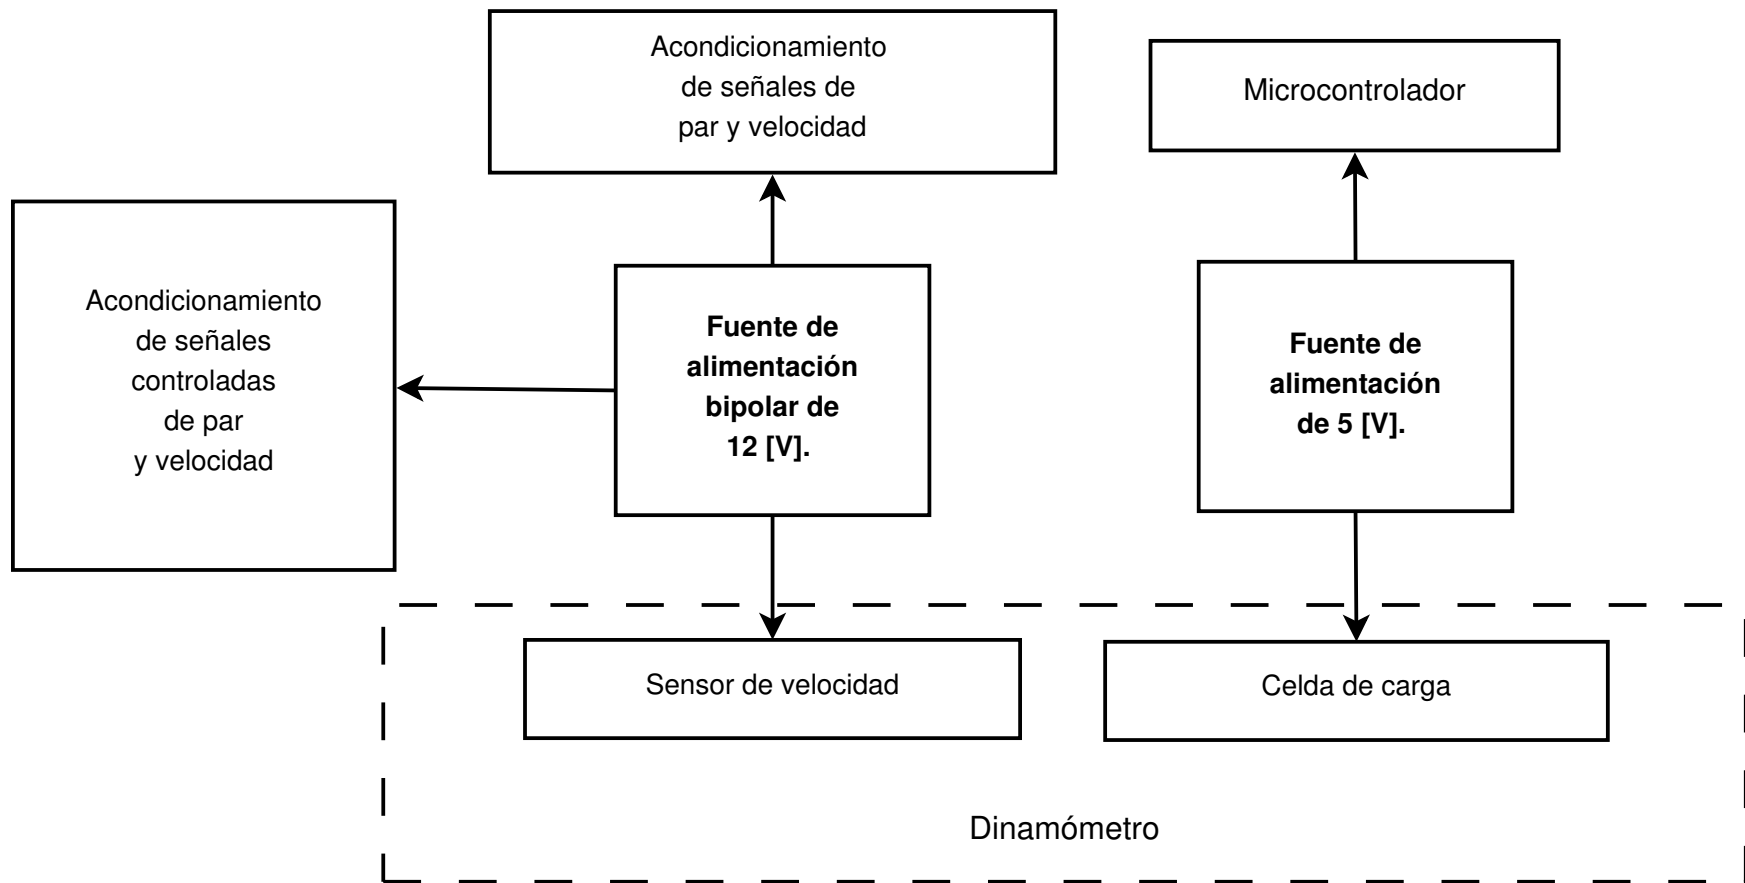 Acondicionamiento
de señales de
par y velocidad
Microcontrolador
Acondicionamiento
de señales
controladas
de par
y velocidad
Fuente de
alimentación
bipolar de
12 [V].
Fuente de
alimentación
de 5 [V].
Sensor de velocidad
Celda de carga
Dinamómetro